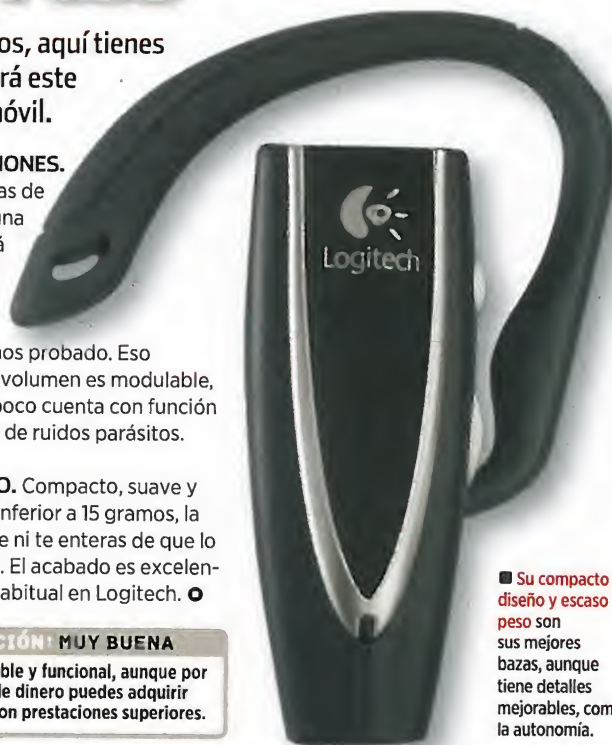 os, aquí tienes
rá este
óvil.
IONES.
as de
una
á
nos probado. Eso
volumen es modulable,
poco cuenta con función
de ruidos parásitos.
O. Compacto, suave y
inferior a 15 gramos, la
e ni te enteras de que lo
. El acabado es excelen-
abitual en Logitech.
CIÓN: MUY BUENA
ble y funcional, aunque por
de dinero puedes adquirir
on prestaciones superiores.
Logitech
Su compacto
diseño y escaso
peso son
sus mejores
bazas, aunque
tiene detalles
mejorables, com
la autonomía.